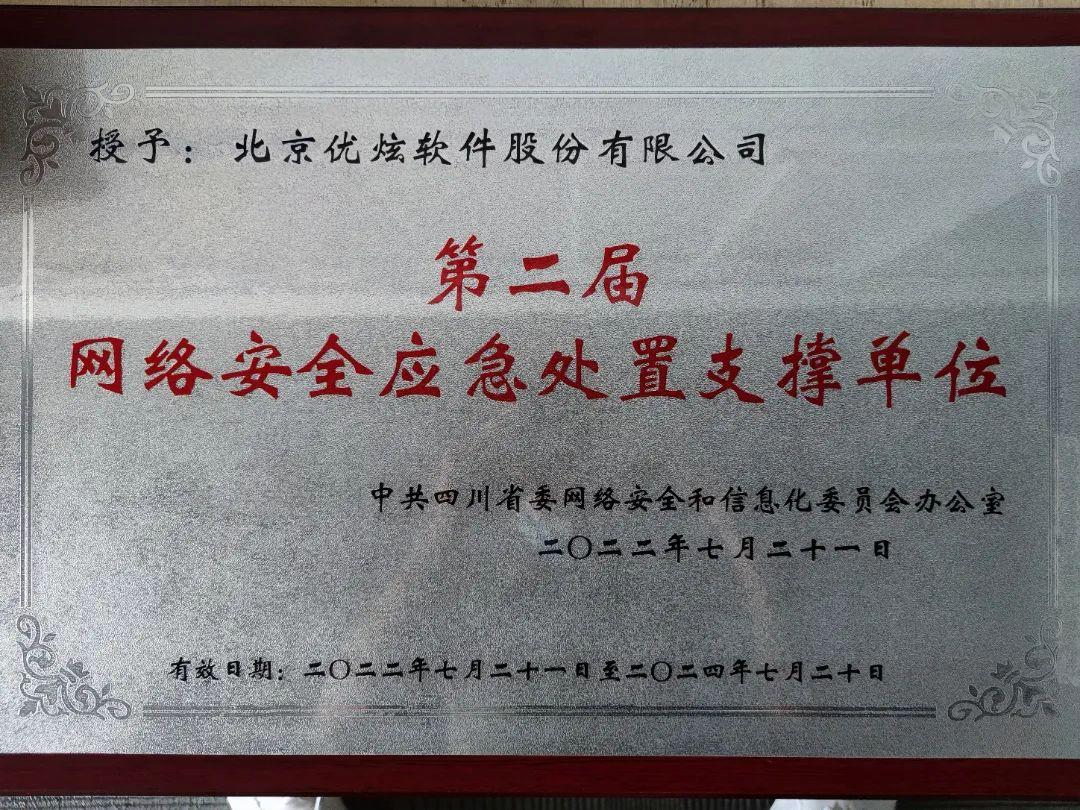 授予：北京优炫软件股份有限公司
第二届
网络安全应急处置支撑单位
中共四川省委网络安全和信息化委员会办公室
二〇二二年七月二十一日
有效日期：二〇二二年七月二十一日至二〇二四年七月二十日